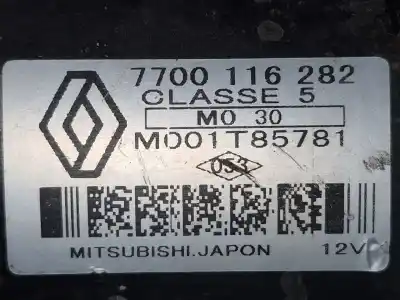 7700 116 282
CLASSE 5
M0 30
M001T85781
053
MITSUBISHI.JAPON 12V